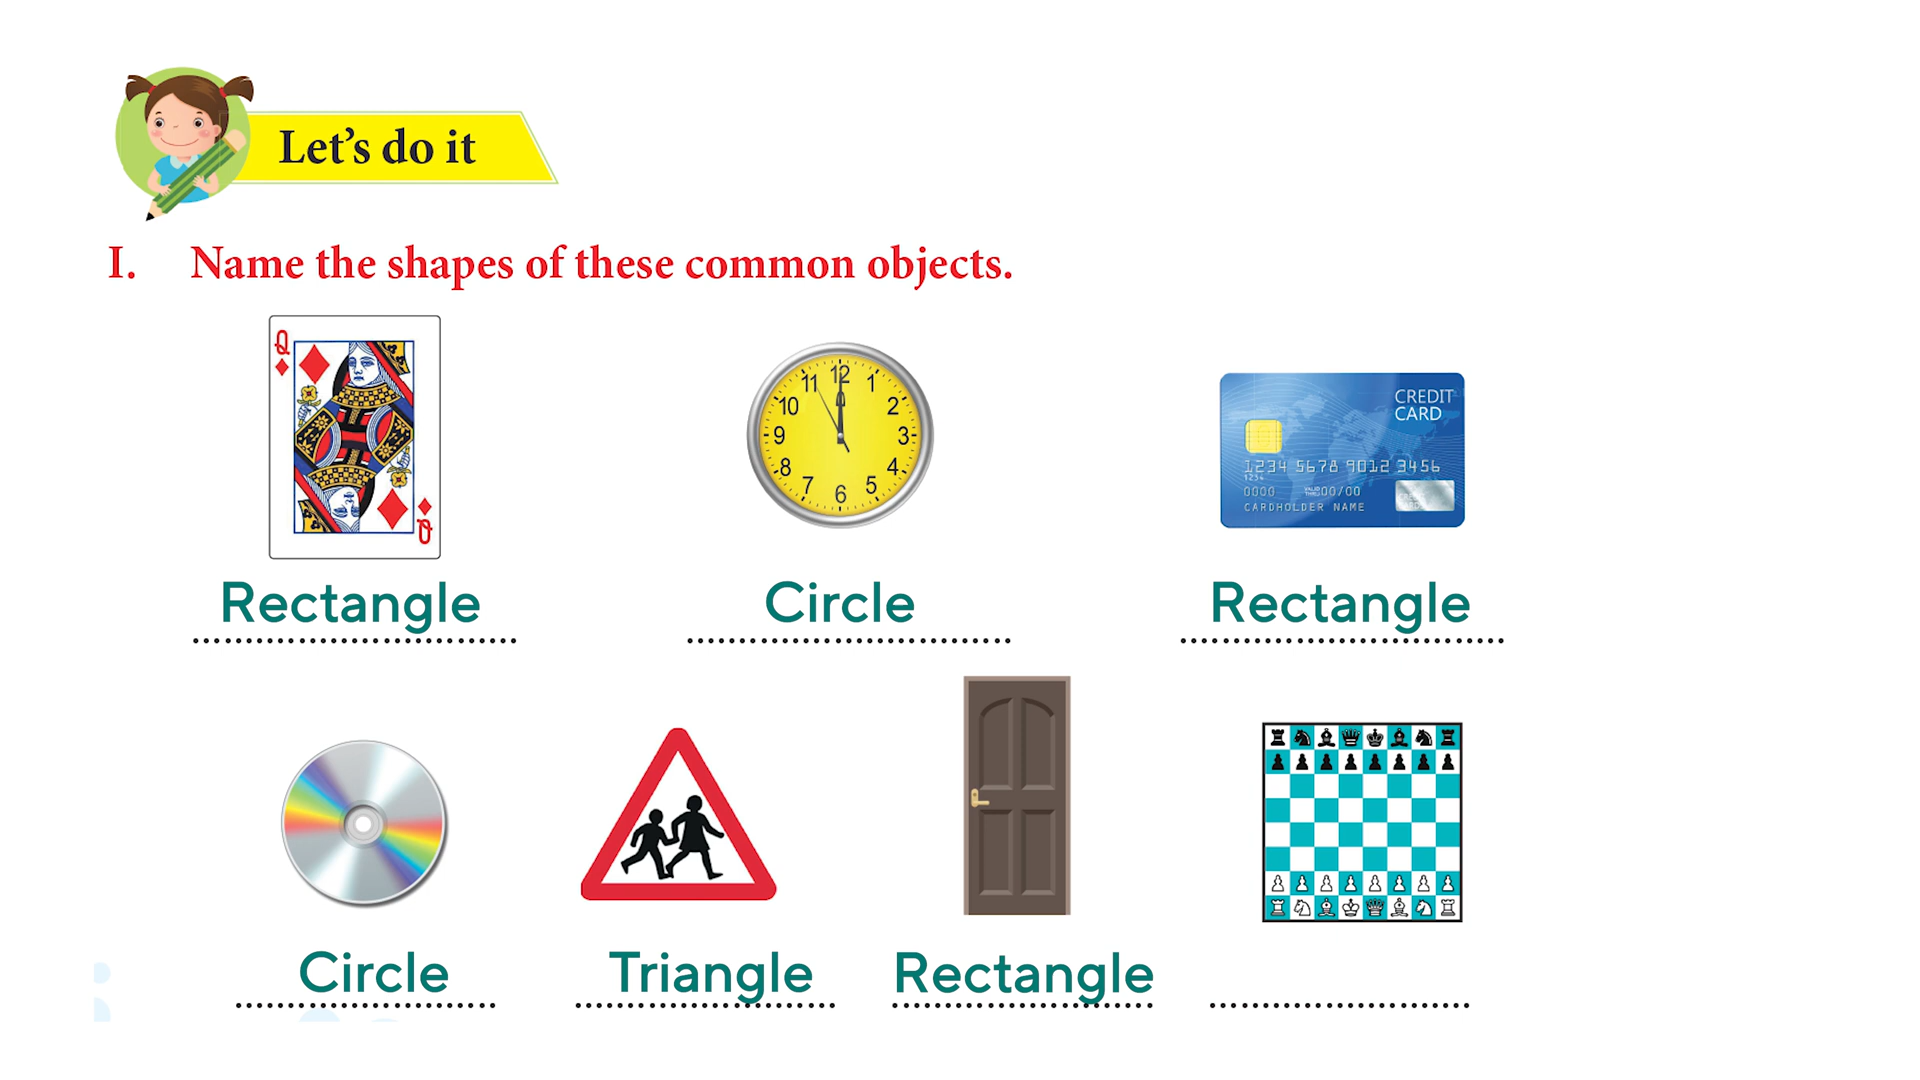 Let's do it
I. Name the shapes of these common objects.
Q
Q
12
1
2
3
4
5
6
7
8
9
10
11
CREDIT
CARD
1234 5678 9012 3456
1234
0000 00/00
CARDHOLDER NAME
Rectangle
Circle
Rectangle
Circle
Triangle
Rectangle